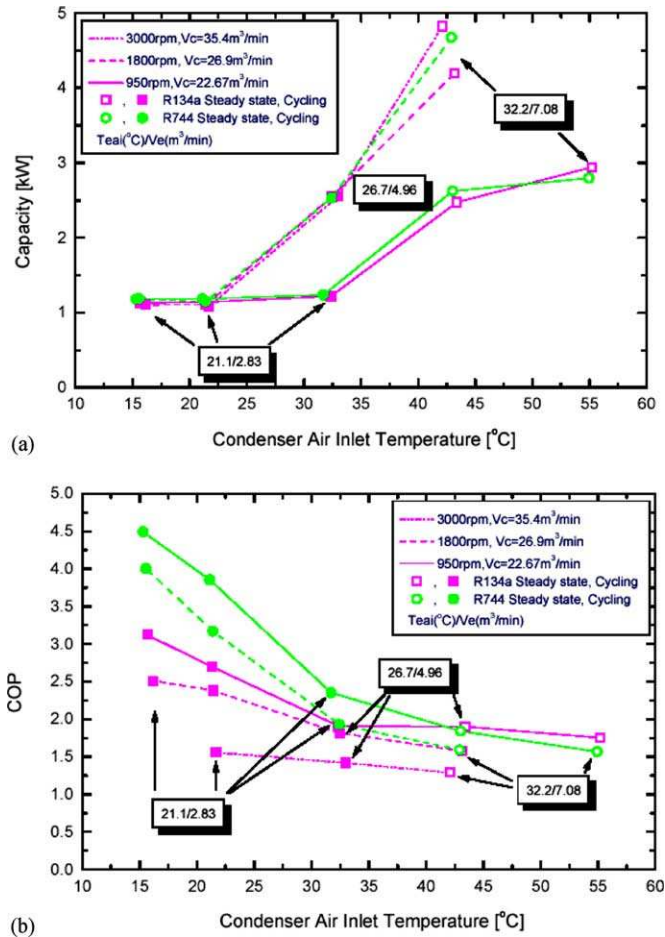 5
4
3
2
1
0
Capacity [kW]
3000rpm,Vc=35.4m³/min
1800rpm,Vc=26.9m³/min
950rpm,Vc=22.67m³/min
, R134a Steady state, Cycling
, R744 Steady state, Cycling
Teai(°C)/Ve(m³/min)
32.2/7.08
26.7/4.96
21.1/2.83
10 15 20 25 30 35 40 45 50 55 60
(a) Condenser Air Inlet Temperature [°C]
5.0
4.5
4.0
3.5
3.0
2.5
2.0
1.5
1.0
0.5
0.0
COP
3000rpm,Vc=35.4m³/min
1800rpm,Vc=26.9m³/min
950rpm,Vc=22.67m³/min
, R134a Steady state, Cycling
, R744 Steady state, Cycling
Teai(°C)/Ve(m³/min)
26.7/4.96
21.1/2.83
32.2/7.08
10 15 20 25 30 35 40 45 50 55 60
(b) Condenser Air Inlet Temperature [°C]